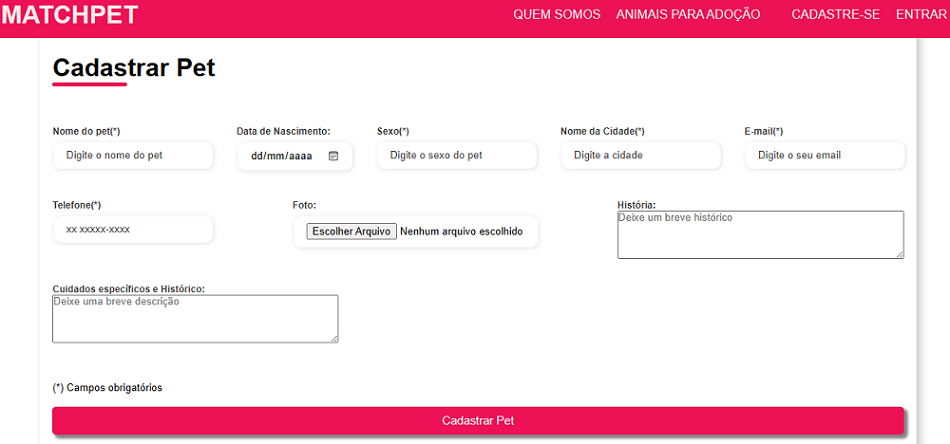 MATCHPET QUEM SOMOS ANIMAIS PARA ADOÇÃO CADASTRE-SE ENTRAR
Cadastrar Pet
Nome do pet(*) Data de Nascimento: Sexo(*) Nome da Cidade(*) E-mail(*)
Digite o nome do pet dd/mm/aaaa Digite o sexo do pet Digite a cidade Digite o seu email
Telefone(*) Foto: História:
xx xxxxx-xxxx Escolher Arquivo Nenhum arquivo escolhido Deixe um breve histórico
Cuidados específicos e Histórico:
Deixe uma breve descrição
(*) Campos obrigatórios
Cadastrar Pet